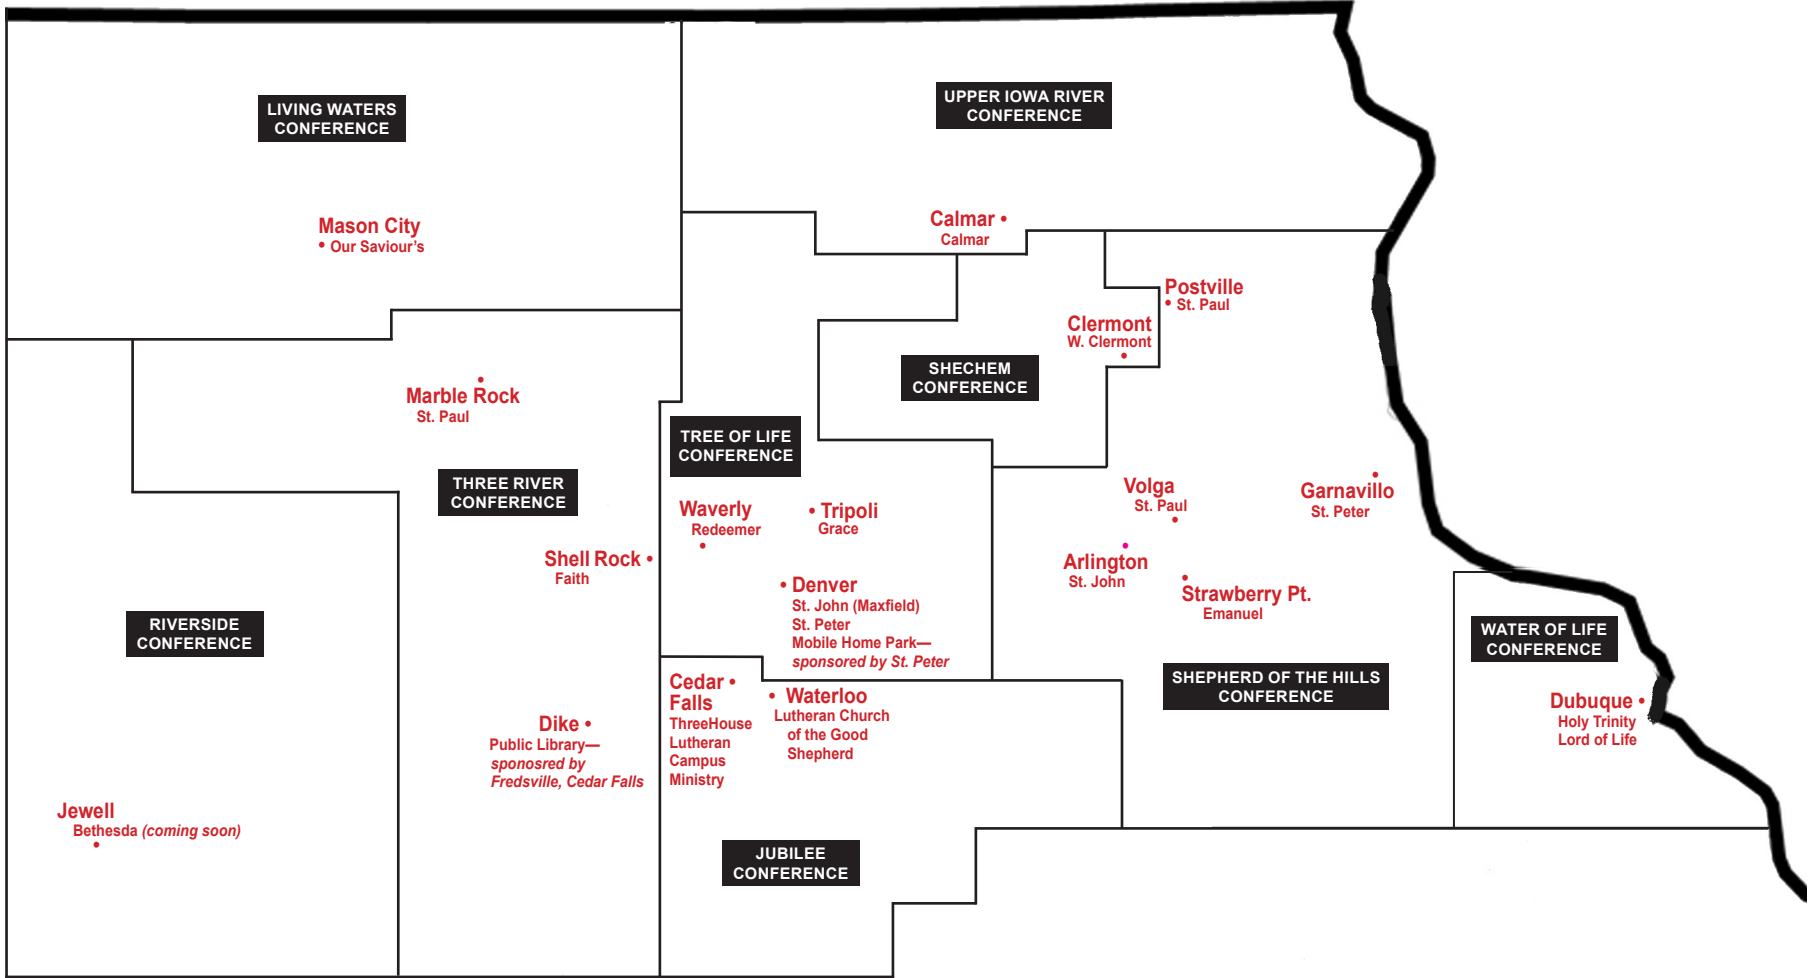 LIVING WATERS
CONFERENCE
UPPER IOWA RIVER
CONFERENCE
Mason City
• Our Saviour's
Calmar •
Calmar
Postville
• St. Paul
Clermont
W. Clermont
SHECHEM
CONFERENCE
Marble Rock
St. Paul
TREE OF LIFE
CONFERENCE
THREE RIVER
CONFERENCE
Waverly
Redeemer
• Tripoli
Grace
Volga
St. Paul
Garnavillo
St. Peter
Shell Rock •
Faith
Arlington
St. John
• Denver
St. John (Maxfield)
St. Peter
Mobile Home Park—
sponsored by St. Peter
Strawberry Pt.
Emanuel
RIVERSIDE
CONFERENCE
WATER OF LIFE
CONFERENCE
SHEPHERD OF THE HILLS
CONFERENCE
Cedar •
Falls
ThreeHouse
Lutheran
Campus
Ministry
• Waterloo
Lutheran Church
of the Good
Shepherd
Dubuque •
Holy Trinity
Lord of Life
Dike •
Public Library—
sponosred by
Fredsville, Cedar Falls
Jewell
Bethesda (coming soon)
JUBILEE
CONFERENCE